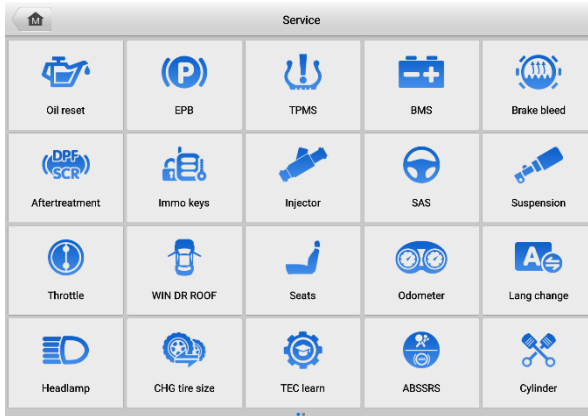 M
Service
Oil reset
EPB
TPMS
BMS
Brake bleed
DPF
SCR
Aftertreatment
Immo keys
Injector
SAS
Suspension
Throttle
WIN DR ROOF
Seats
Odometer
A
Lang change
Headlamp
CHG tire size
TEC learn
ABSSRS
Cylinder